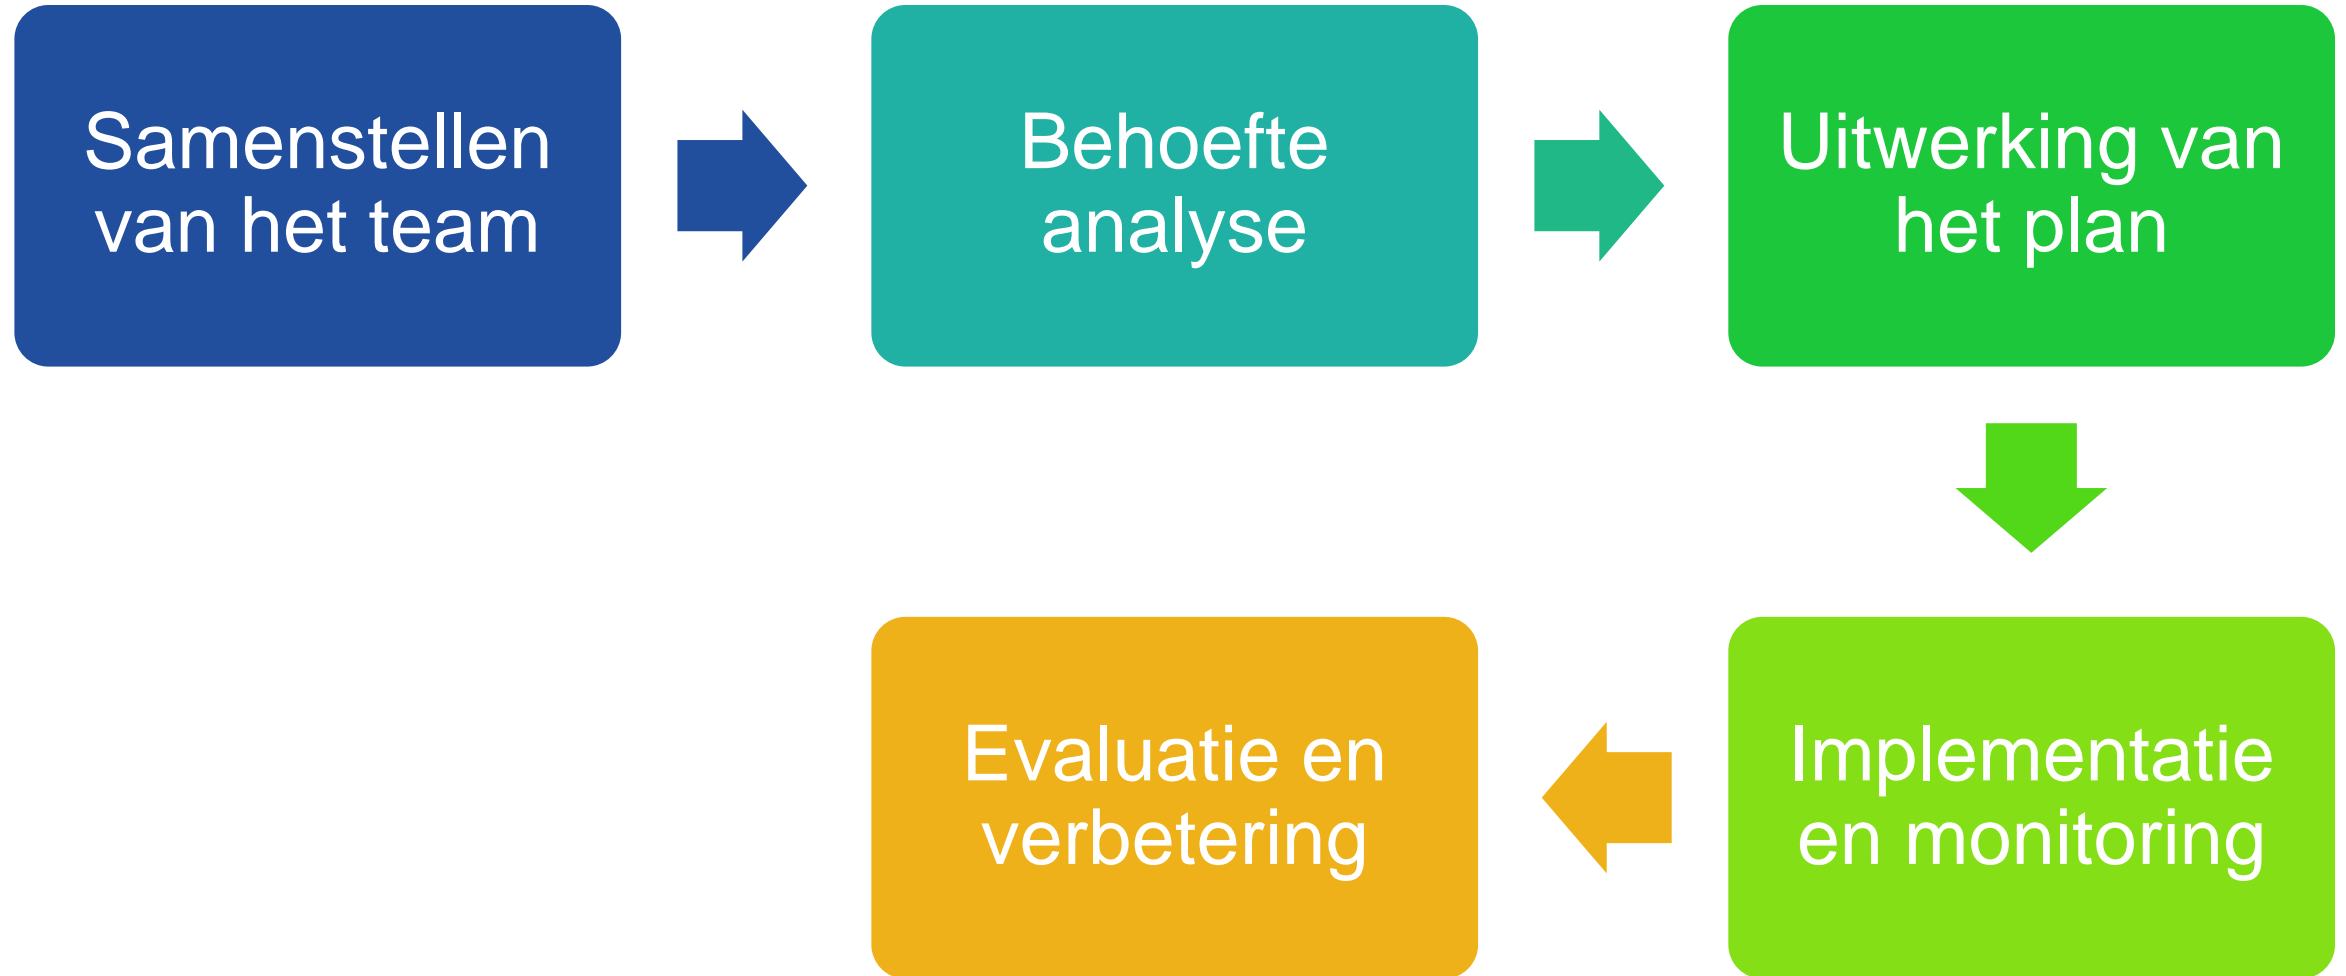 Samenstellen
van het team
Behoefte
analyse
Uitwerking van
het plan
Implementatie
en monitoring
Evaluatie en
verbetering